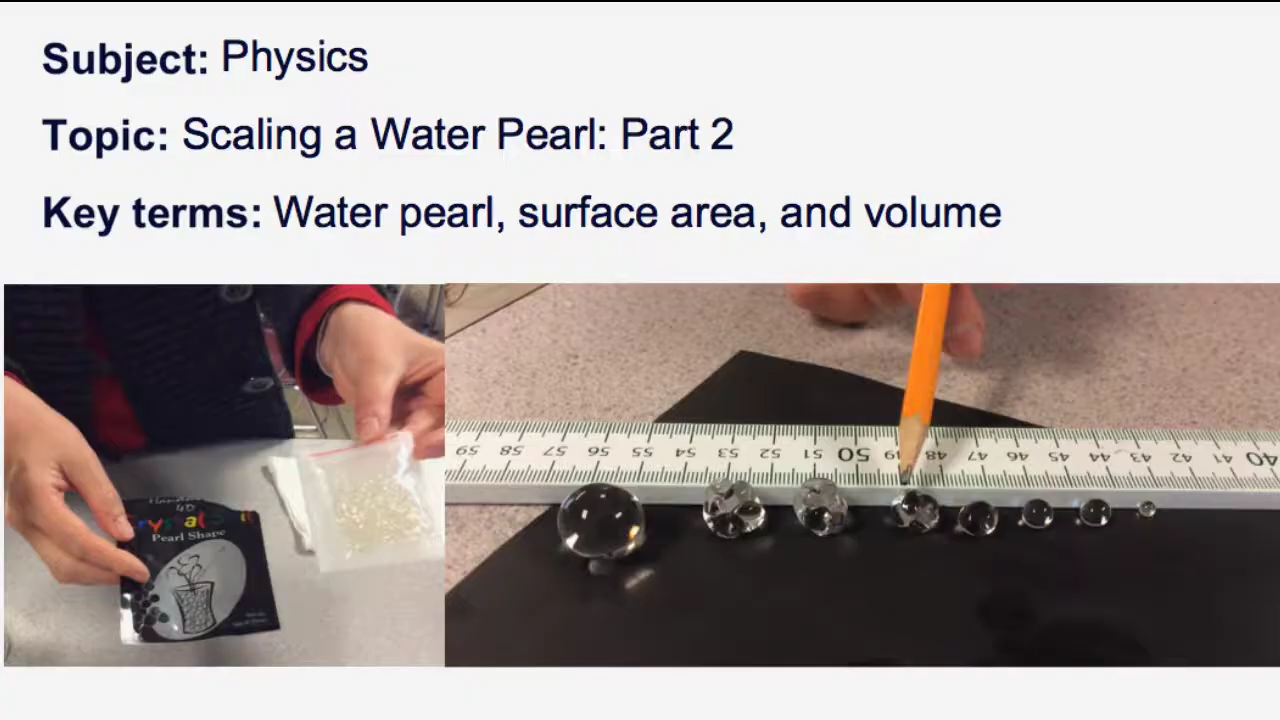 Subject: Physics
Topic: Scaling a Water Pearl: Part 2
Key terms: Water pearl, surface area, and volume
4D
Pearl Shape
59 58 57 56 55 54 53 52 51 50 49 48 47 46 45 44 43 42 41 40